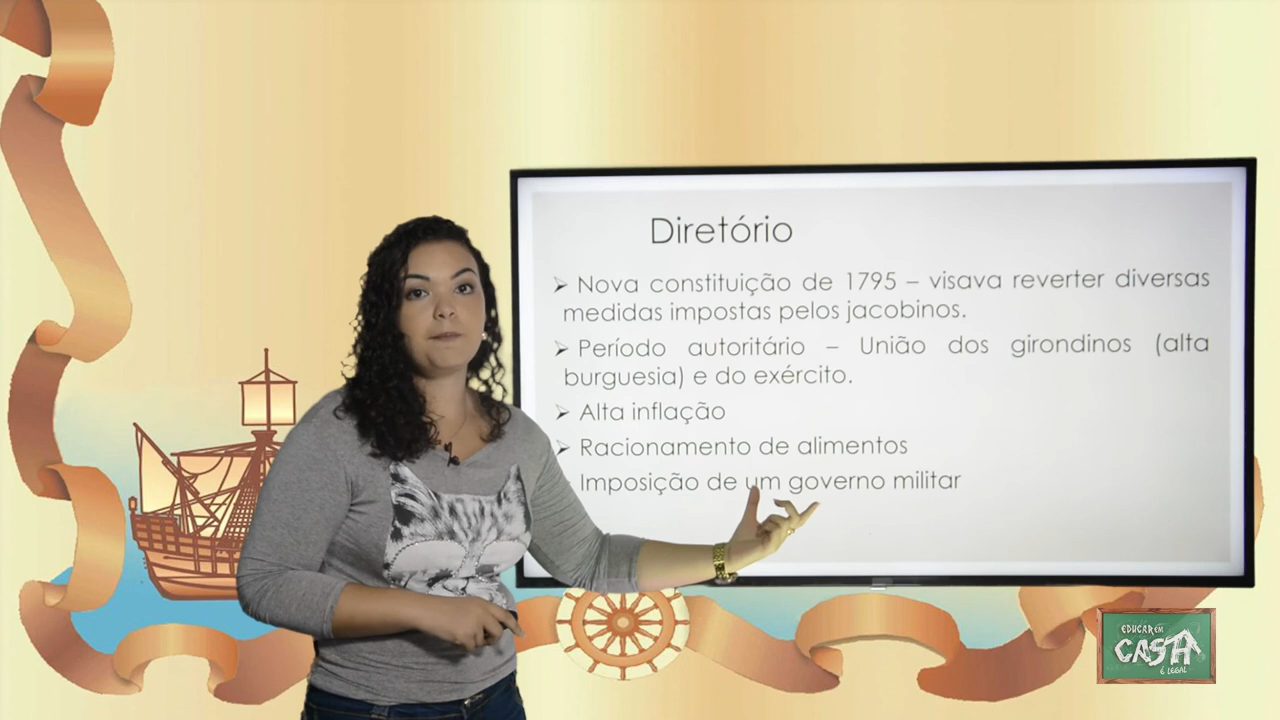 Diretório
➢ Nova constituição de 1795 – visava reverter diversas
medidas impostas pelos jacobinos.
➢ Período autoritário – União dos girondinos (alta
burguesia) e do exército.
➢ Alta inflação
➢ Racionamento de alimentos
Imposição de um governo militar
EDUCAR EM
CASA
É LEGAL